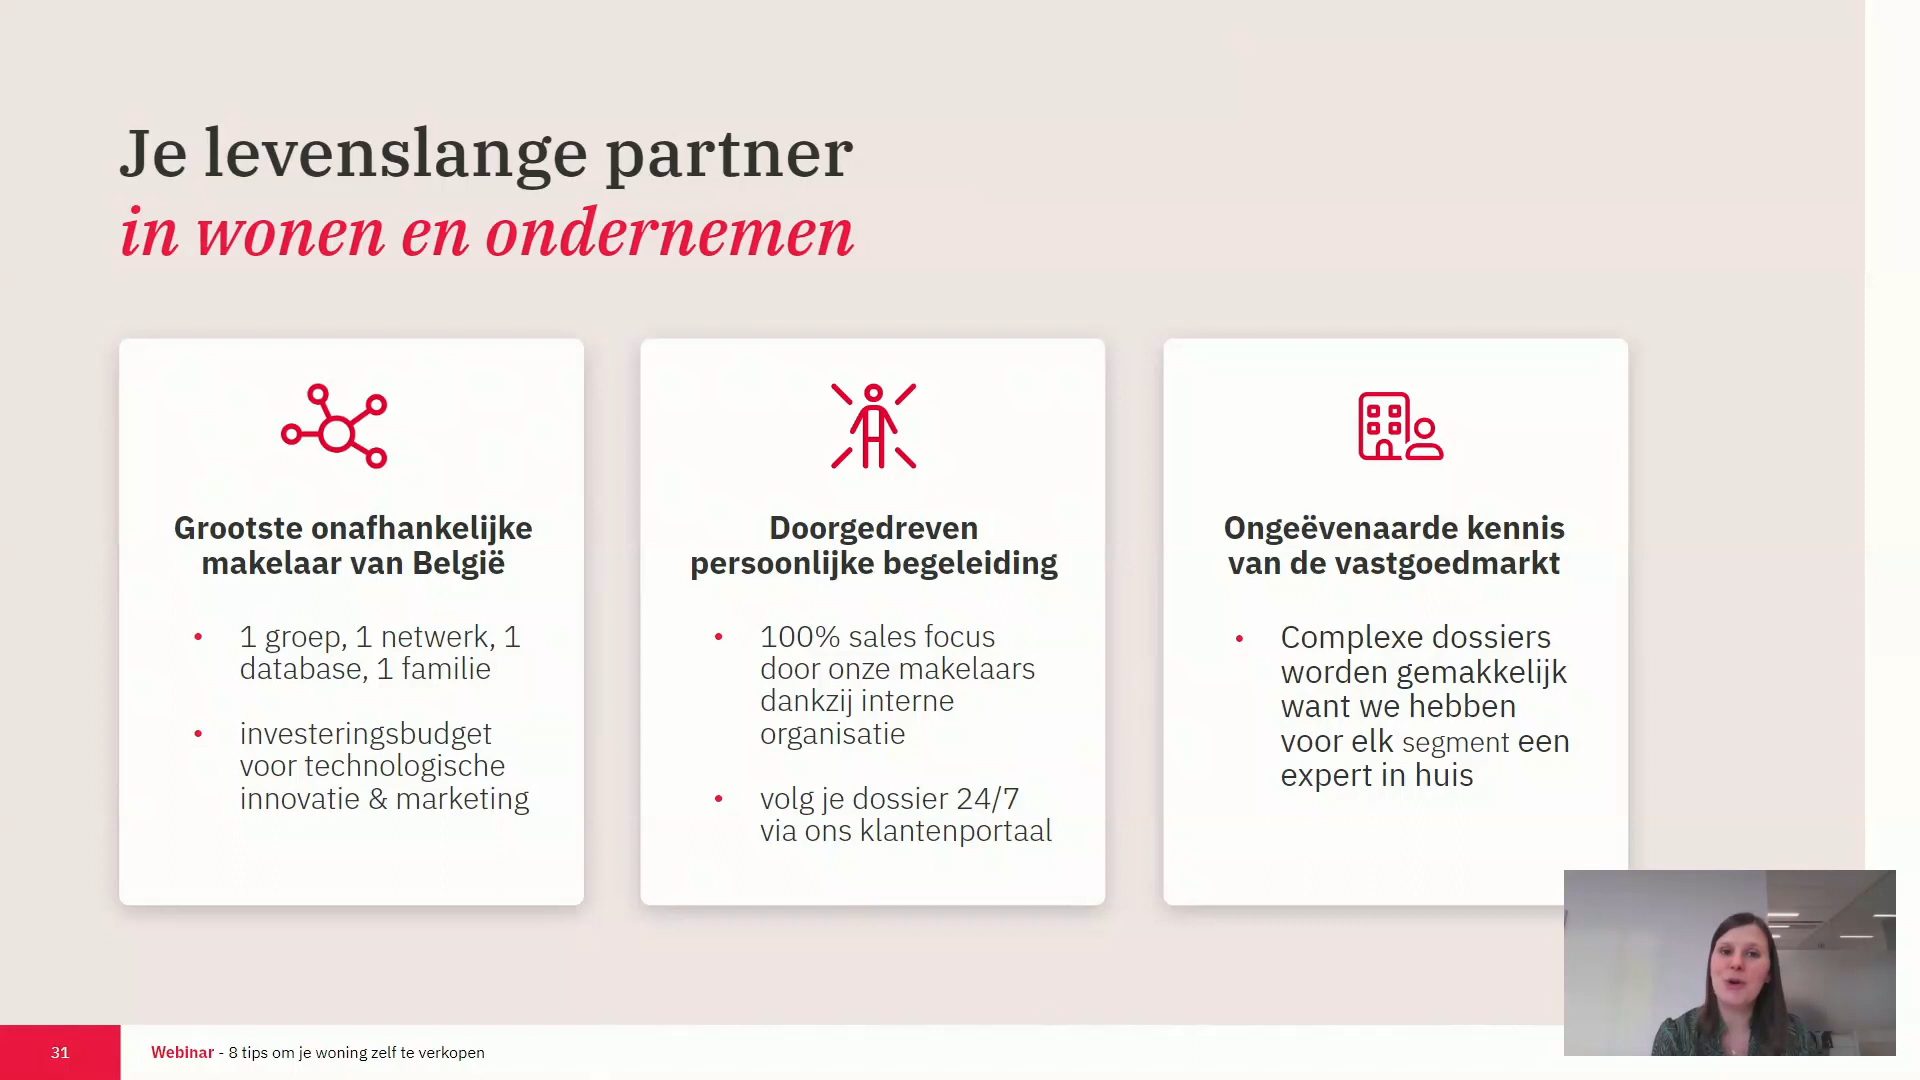 Je levenslange partner
in wonen en ondernemen
Grootste onafhankelijke
makelaar van België
• 1 groep, 1 netwerk, 1
database, 1 familie
• investeringsbudget
voor technologische
innovatie & marketing
Doorgedreven
persoonlijke begeleiding
• 100% sales focus
door onze makelaars
dankzij interne
organisatie
• volg je dossier 24/7
via ons klantenportaal
Ongeëvenaarde kennis
van de vastgoedmarkt
• Complexe dossiers
worden gemakkelijk
want we hebben
voor elk segment een
expert in huis
31
Webinar - 8 tips om je woning zelf te verkopen